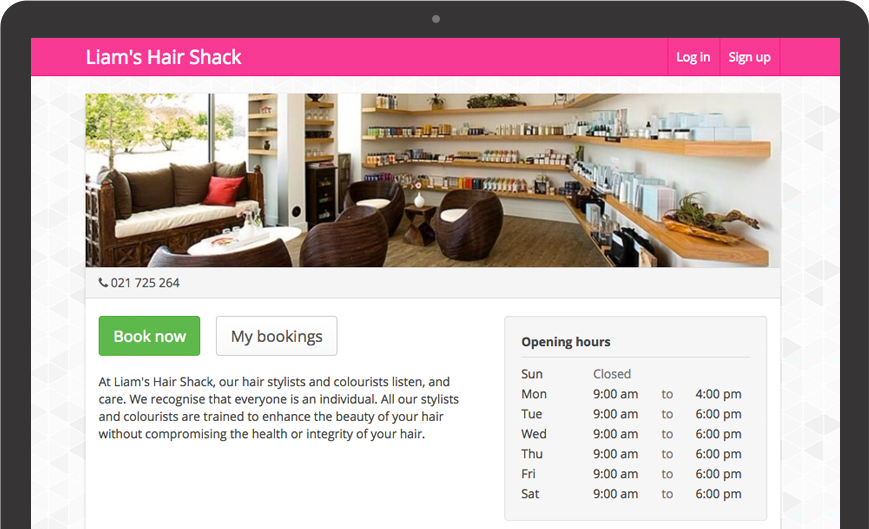 Liam's Hair Shack
Log in
Sign up
021 725 264
Book now
My bookings
At Liam's Hair Shack, our hair stylists and colourists listen, and
care. We recognise that everyone is an individual. All our stylists
and colourists are trained to enhance the beauty of your hair
without compromising the health or integrity of your hair.
Opening hours
Sun Closed
Mon 9:00 am to 4:00 pm
Tue 9:00 am to 6:00 pm
Wed 9:00 am to 6:00 pm
Thu 9:00 am to 6:00 pm
Fri 9:00 am to 6:00 pm
Sat 9:00 am to 6:00 pm